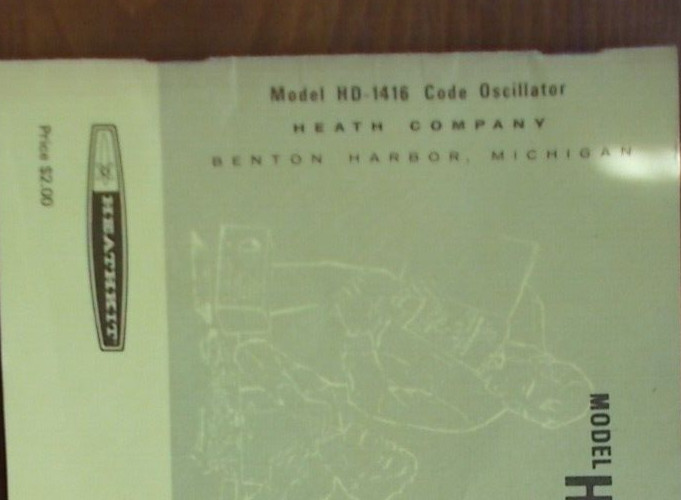 Model HD-1416 Code Oscillator
HEATH COMPANY
BENTON HARBOR, MICHIGAN
Price $2.00
HEATHKIT
MODEL
H